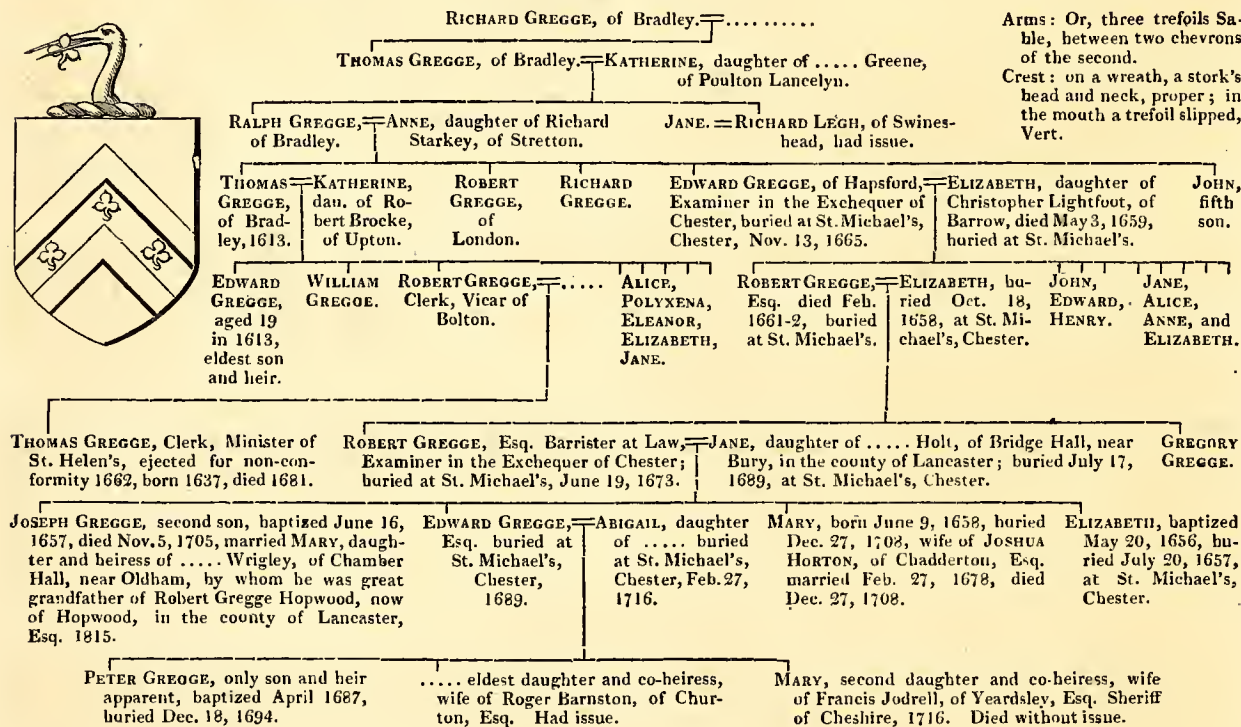 RICHARD GREGGE, of Bradley.=..........
Arms: Or, three trefoils Sa-
ble, between two chevrons
of the second.
Crest: on a wreath, a stork's
head and neck, proper; in
the mouth a trefoil slipped,
Vert.
THOMAS GREGGE, of Bradley.=KATHERINE, daughter of ..... Greene,
of Poulton Lancelyn.
RALPH GREGGE,=ANNE, daughter of Richard
of Bradley. Starkey, of Stretton.
JANE.=RICHARD LEGH, of Swines-
head, had issue.
THOMAS=KATHERINE,
GREGGE, dan. of Ro-
of Brad- bert Brocke,
ley, 1613. of Upton.
ROBERT
GREGGE,
of
London.
RICHARD
GREGGE.
EDWARD GREGGE, of Hapsford,=ELIZABETH, daughter of
Examiner in the Exchequer of Christopher Lightfoot, of
Chester, buried at St. Michael's, Barrow, died May 3, 1659,
Chester, Nov. 13, 1665. buried at St. Michael's.
JOHN,
fifth
son.
EDWARD
GREGGE,
aged 19
in 1613,
eldest son
and heir.
WILLIAM
GREGOE.
ROBERT GREGGE,=.....
Clerk, Vicar of
Bolton.
ALICE,
POLYXENA,
ELEANOR,
ELIZABETH,
JANE.
ROBERT GREGGE,=ELIZABETH, bu-
Esq. died Feb. ried Oct. 18,
1661-2, buried 1658, at St. Mi-
at St. Michael's. chael's, Chester.
JOHN,
EDWARD,
HENRY.
JANE,
ALICE,
ANNE, and
ELIZABETH.
THOMAS GREGGE, Clerk, Minister of
St. Helen's, ejected for non-con-
formity 1662, born 1637, died 1681.
ROBERT GREGGE, Esq. Barrister at Law,=JANE, daughter of ..... Holt, of Bridge Hall, near
Examiner in the Exchequer of Chester; Bury, in the county of Lancaster; buried July 17,
buried at St. Michael's, June 19, 1673. 1689, at St. Michael's, Chester.
GREGORY
GREGGE.
JOSEPH GREGGE, second son, baptized June 16,
1657, died Nov. 5, 1705, married MARY, daugh-
ter and heiress of ..... Wrigley, of Chamber
Hall, near Oldham, by whom he was great
grandfather of Robert Gregge Hopwood, now
of Hopwood, in the county of Lancaster,
Esq. 1815.
EDWARD GREGGE,=ABIGAIL, daughter
Esq. buried at of ..... buried
St. Michael's, at St. Michael's,
Chester, Chester, Feb. 27,
1689. 1716.
MARY, born June 9, 1658, buried
Dec. 27, 1708, wife of JOSHUA
HORTON, of Chadderton, Esq.
married Feb. 27, 1678, died
Dec. 27, 1708.
ELIZABETH, baptized
May 20, 1656, bu-
ried July 20, 1657,
at St. Michael's,
Chester.
PETER GREGGE, only son and heir
apparent, baptized April 1687,
buried Dec. 18, 1694.
..... eldest daughter and co-heiress,
wife of Roger Barnston, of Chur-
ton, Esq. Had issue.
MARY, second daughter and co-heiress, wife
of Francis Jodrell, of Yeardsley, Esq. Sheriff
of Cheshire, 1716. Died without issue.